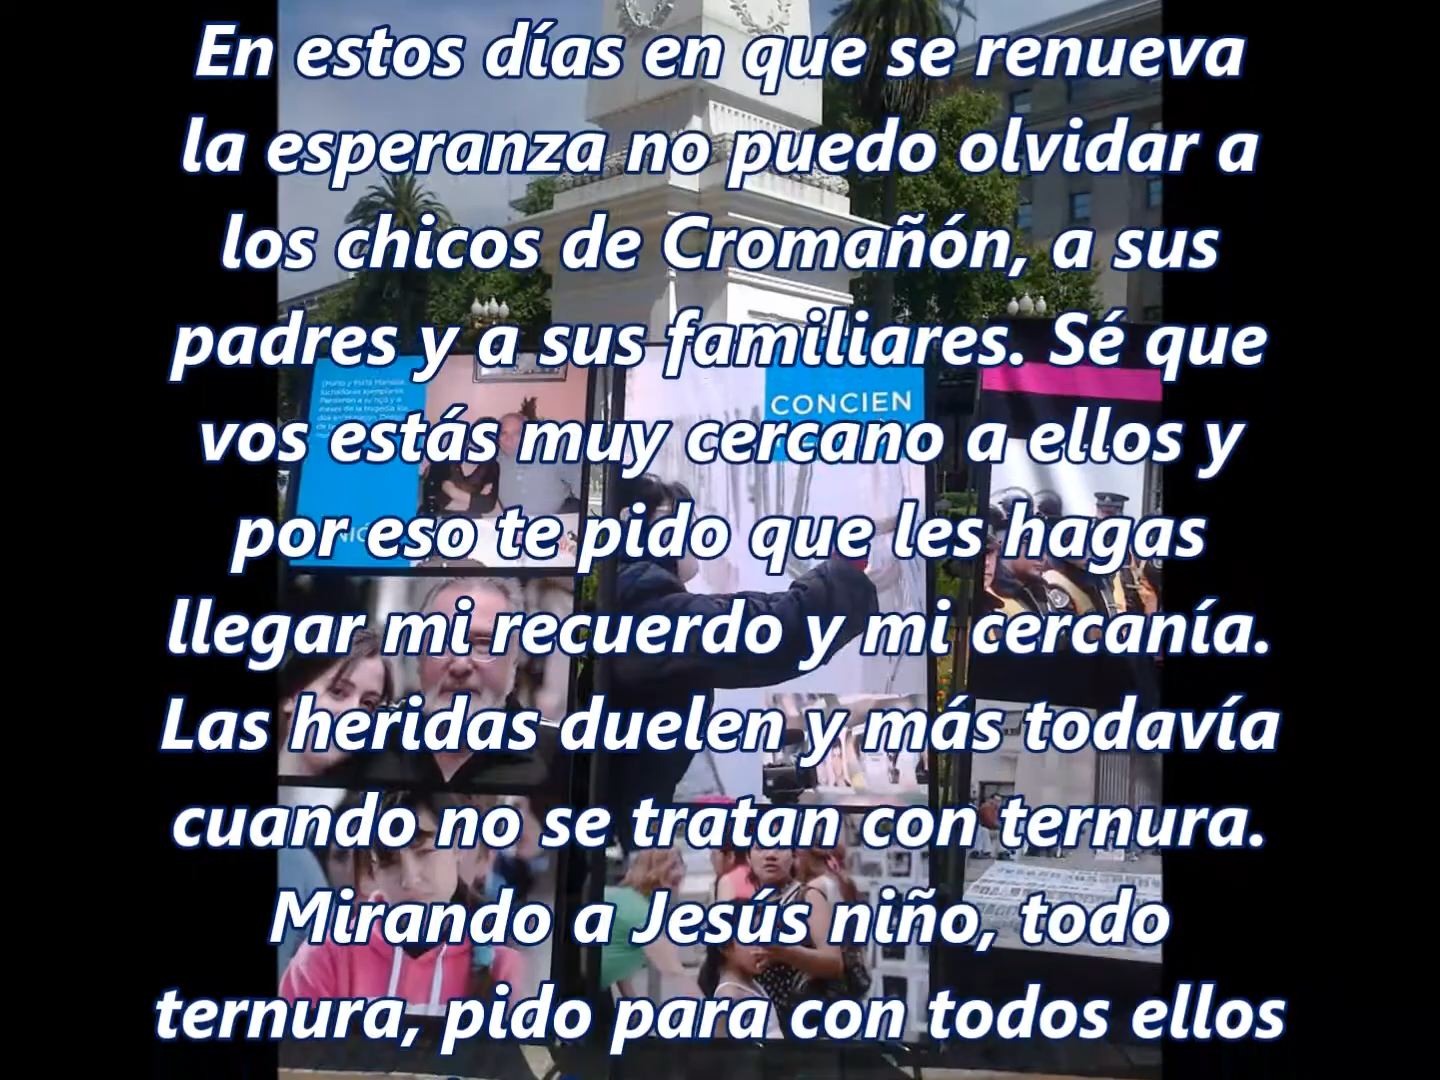 En estos días en que se renueva
la esperanza no puedo olvidar a
los chicos de Cromañón, a sus
padres y a sus familiares. Sé que
vos estás muy cercano a ellos y
por eso te pido que les hagas
llegar mi recuerdo y mi cercanía.
Las heridas duelen y más todavía
cuando no se tratan con ternura.
Mirando a Jesús niño, todo
ternura, pido para con todos ellos
CONCIEN